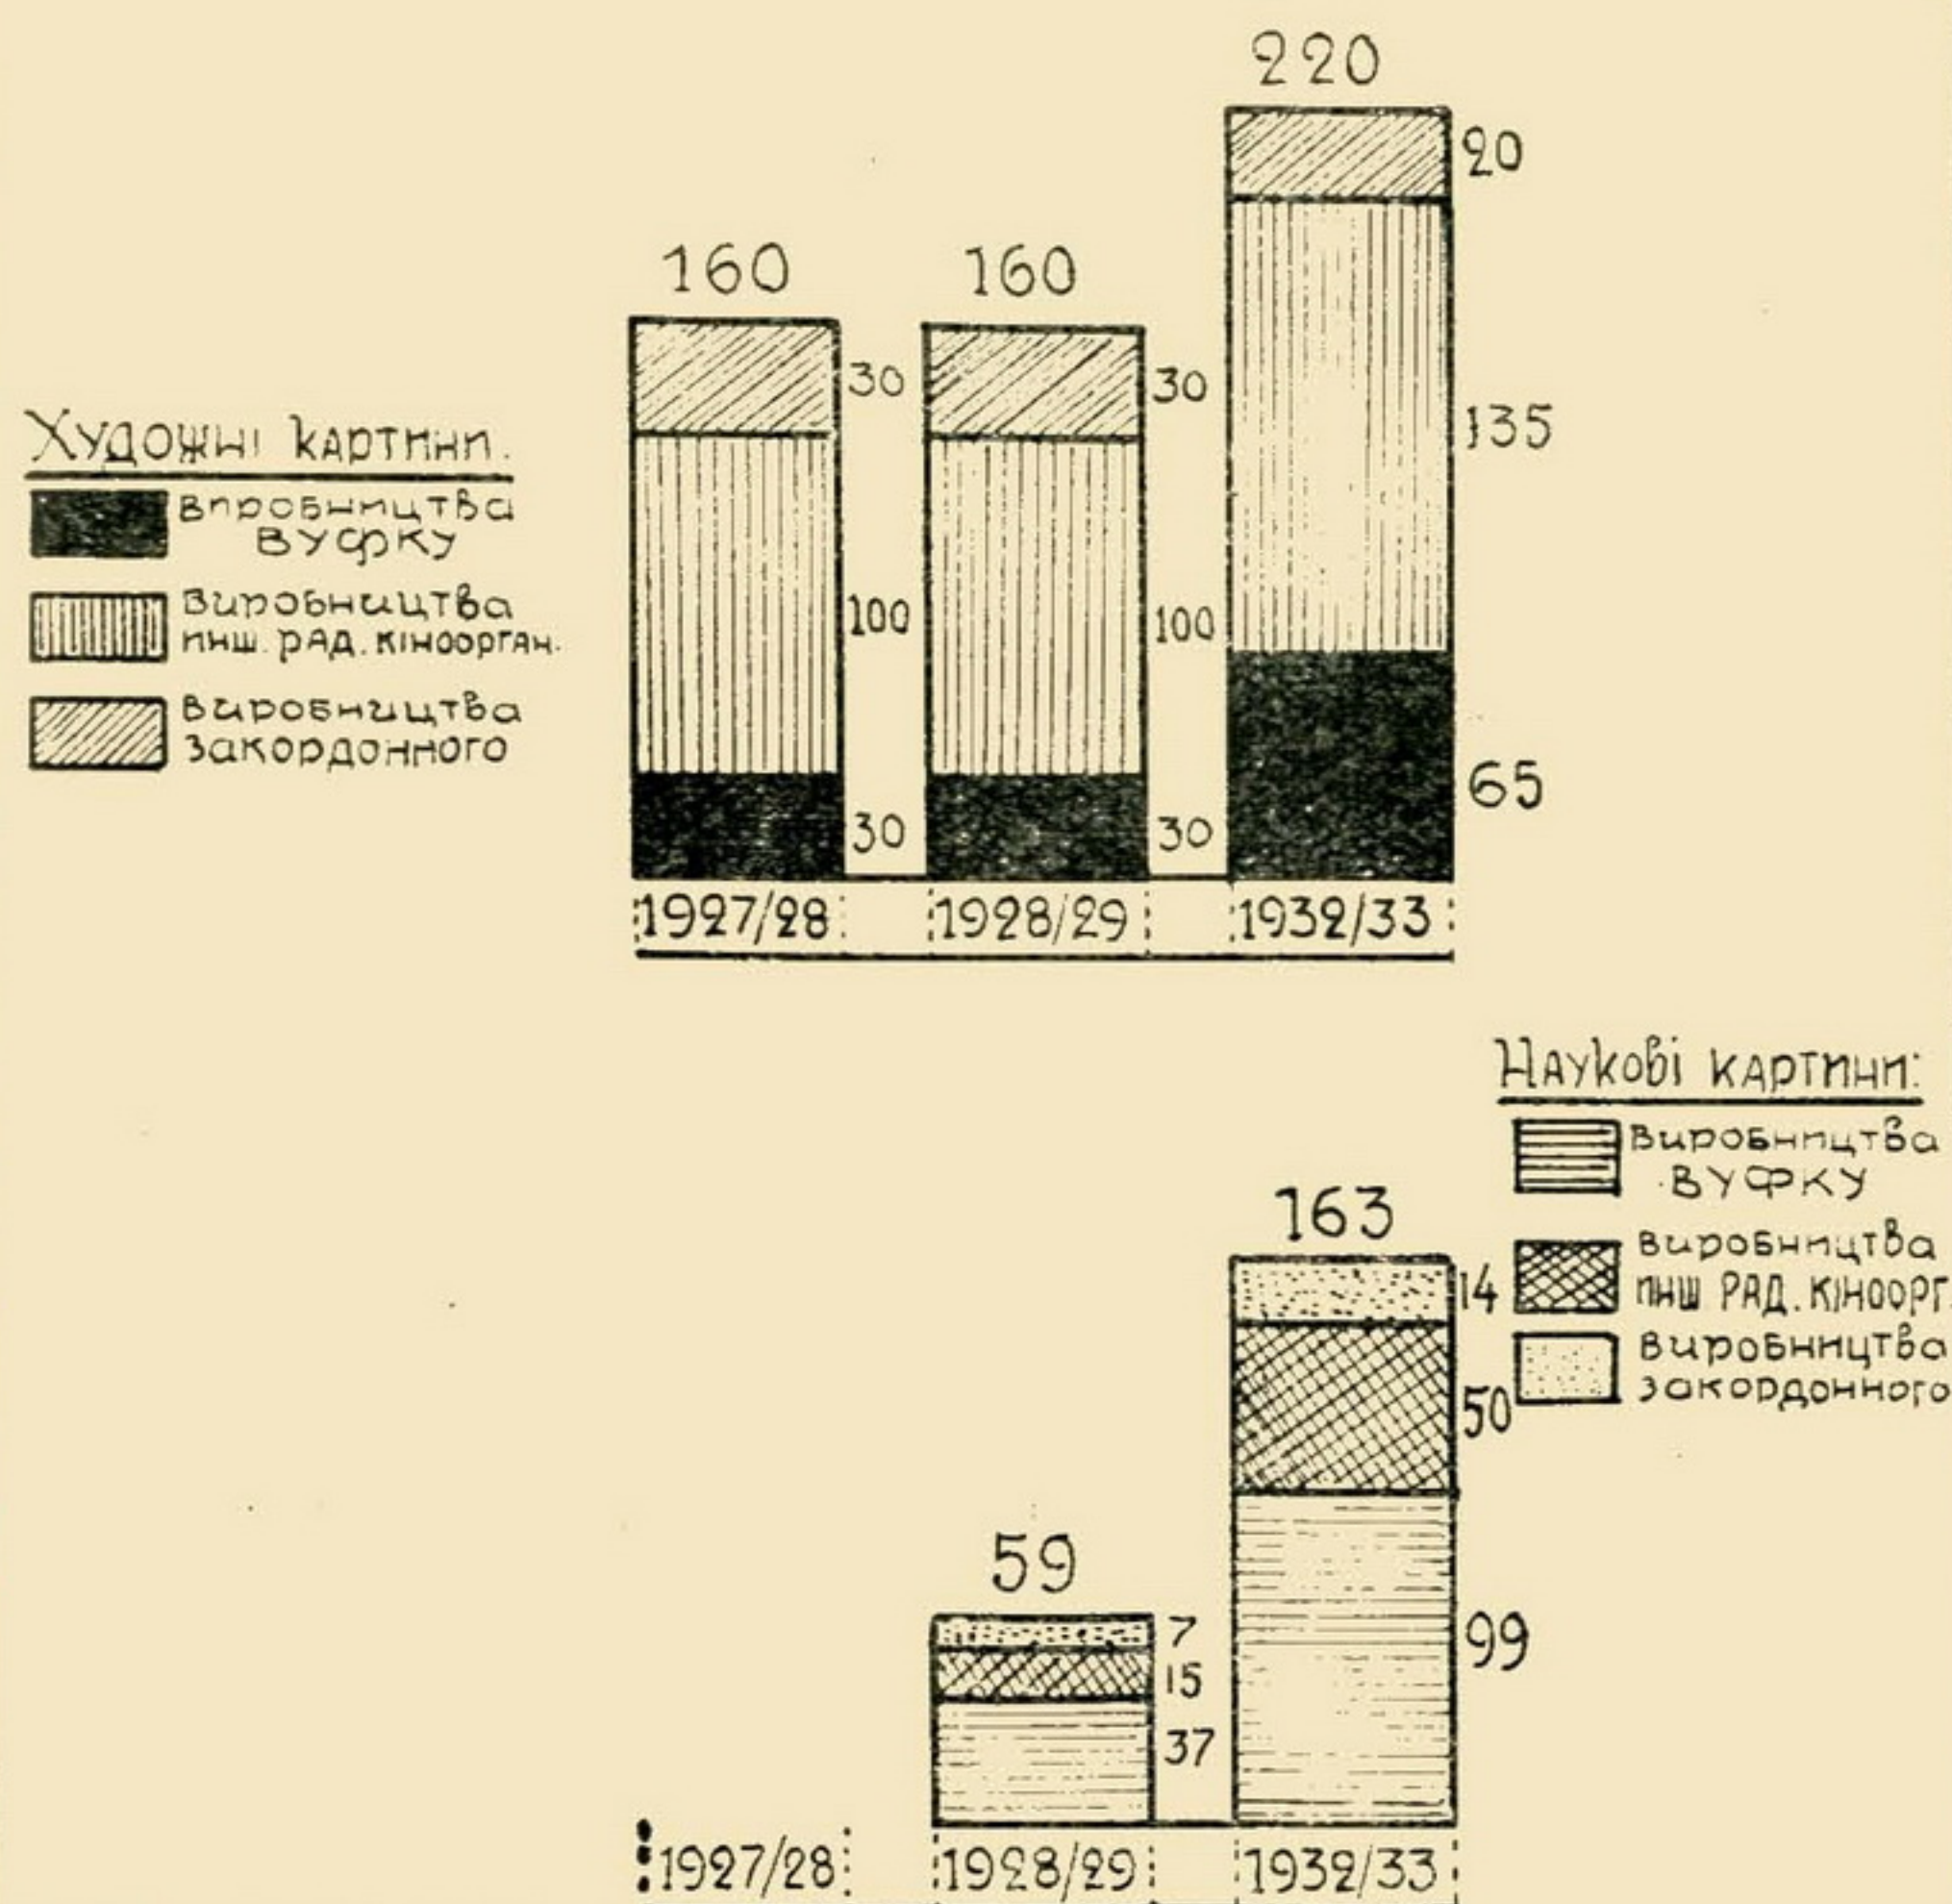 220
20
160
160
30
30
135
Художні картини.
Виробництва
ВУФКУ
Виробництва
инш. рад. кіноорган.
100
100
Виробництва
закордонного
65
30
30
1927/28
1928/29
1932/33
Наукові картини:
Виробництва
ВУФКУ
163
Виробництва
инш рад. кіноорг.
14
Виробництва
закордонного
50
59
7
99
15
37
1927/28
1928/29
1932/33